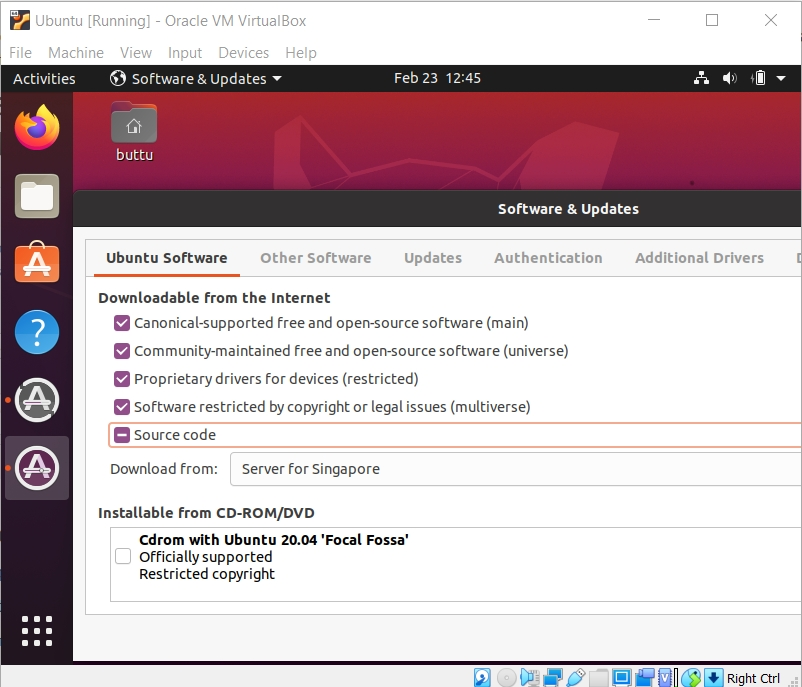 Ubuntu [Running] - Oracle VM VirtualBox
File Machine View Input Devices Help
Activities Software & Updates Feb 23 12:45
buttu
Software & Updates
Ubuntu Software Other Software Updates Authentication Additional Drivers
Downloadable from the Internet
Canonical-supported free and open-source software (main)
Community-maintained free and open-source software (universe)
Proprietary drivers for devices (restricted)
Software restricted by copyright or legal issues (multiverse)
Source code
Download from: Server for Singapore
Installable from CD-ROM/DVD
Cdrom with Ubuntu 20.04 'Focal Fossa'
Officially supported
Restricted copyright
Right Ctrl